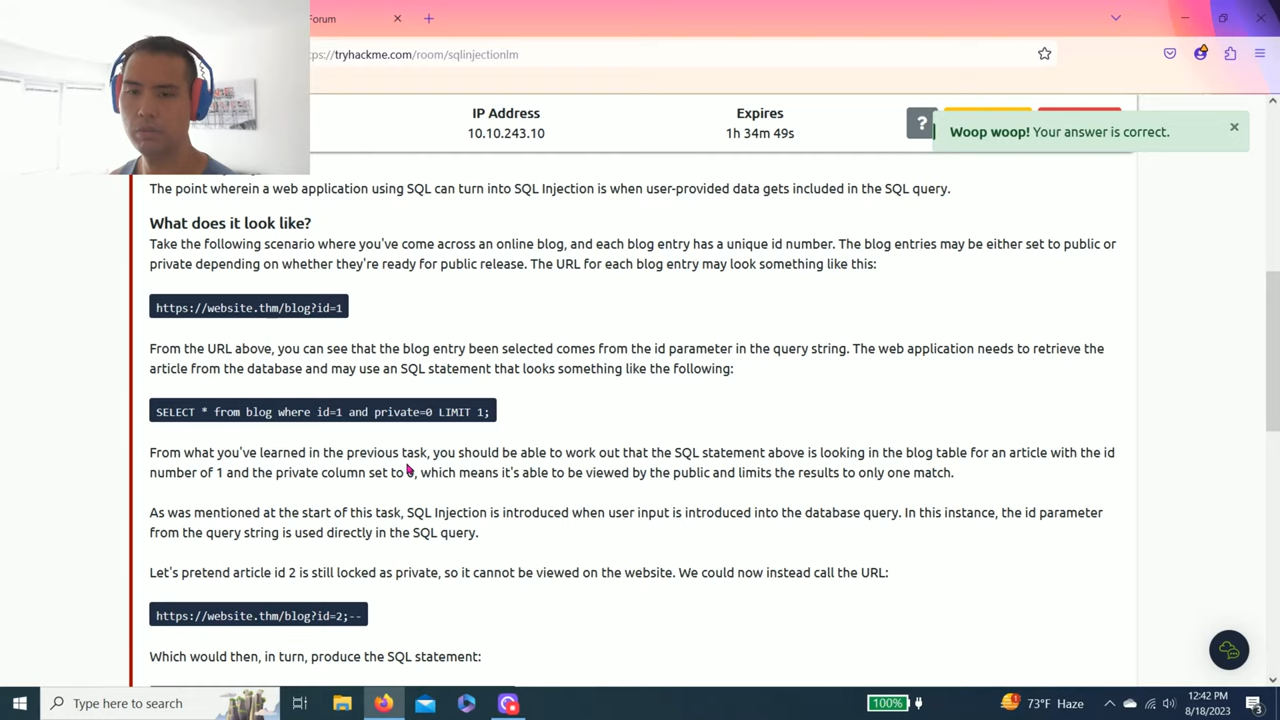 Forum
ps://tryhackme.com/room/sqlinjectionlm
IP Address
10.10.243.10
Expires
1h 34m 49s
?
Woop woop! Your answer is correct.
The point wherein a web application using SQL can turn into SQL Injection is when user-provided data gets included in the SQL query.
What does it look like?
Take the following scenario where you've come across an online blog, and each blog entry has a unique id number. The blog entries may be either set to public or
private depending on whether they're ready for public release. The URL for each blog entry may look something like this:
https://website.thm/blog?id=1
From the URL above, you can see that the blog entry been selected comes from the id parameter in the query string. The web application needs to retrieve the
article from the database and may use an SQL statement that looks something like the following:
SELECT * from blog where id=1 and private=0 LIMIT 1;
From what you've learned in the previous task, you should be able to work out that the SQL statement above is looking in the blog table for an article with the id
number of 1 and the private column set to 0, which means it's able to be viewed by the public and limits the results to only one match.
As was mentioned at the start of this task, SQL Injection is introduced when user input is introduced into the database query. In this instance, the id parameter
from the query string is used directly in the SQL query.
Let's pretend article id 2 is still locked as private, so it cannot be viewed on the website. We could now instead call the URL:
https://website.thm/blog?id=2;--
Which would then, in turn, produce the SQL statement:
Type here to search
100%
73°F Haze
12:42 PM
8/18/2023
3